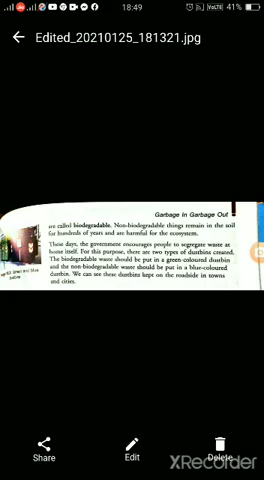 18:49
VoLTE
41%
Edited_20210125_181321.jpg
Garbage In Garbage Out
are called biodegradable. Non-biodegradable things remain in the soil
for hundreds of years and are harmful for the ecosystem.
These days, the government encourages people to segregate waste at
home itself. For this purpose, there are two types of dustbins created.
The biodegradable waste should be put in a green-coloured dustbin
and the non-biodegradable waste should be put in a blue-coloured
dustbin. We can see these dustbins kept on the roadside in towns
and cities.
green and blue
Share
Edit
Delete
XRecorder